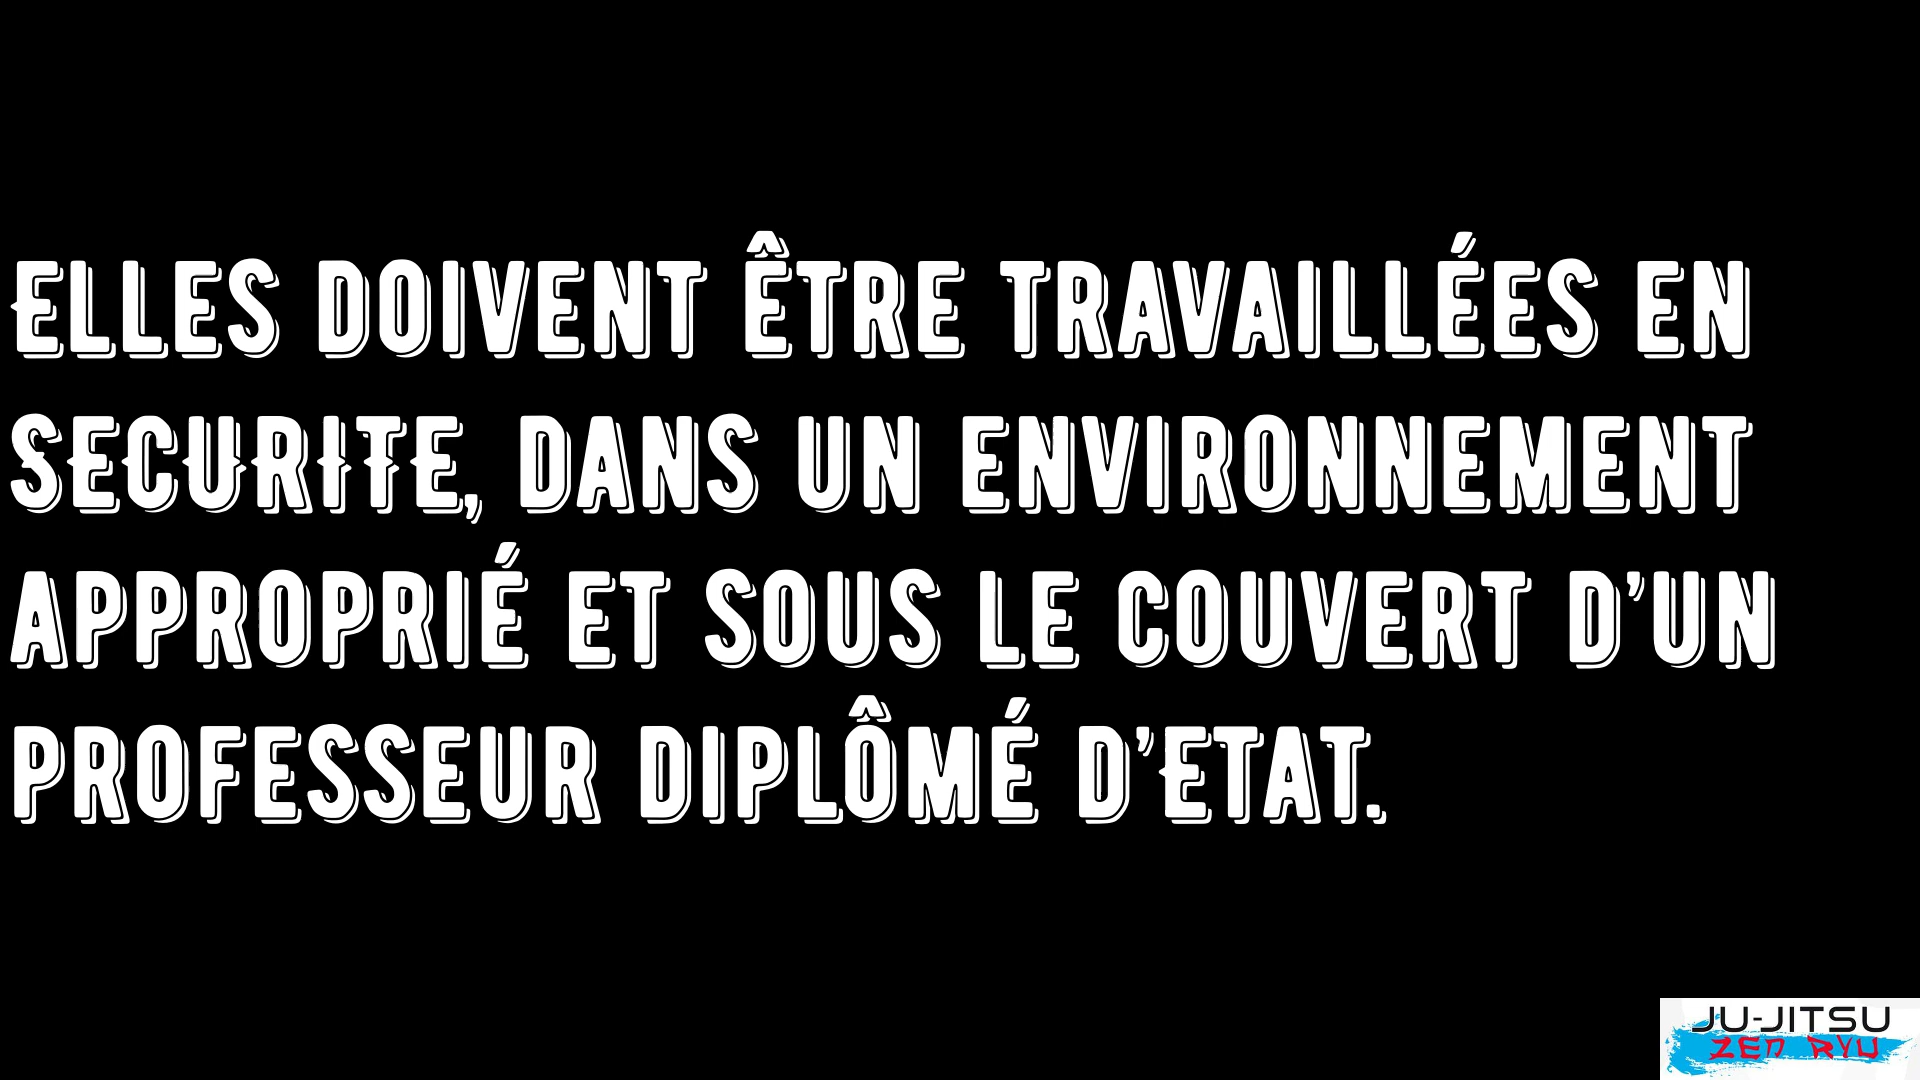 Elles doivent être travaillées en
SECURITE, dans un environnement
approprié et sous le couvert d'un
professeur diplômé d'Etat.
JU-JITSU
ZEN RYU